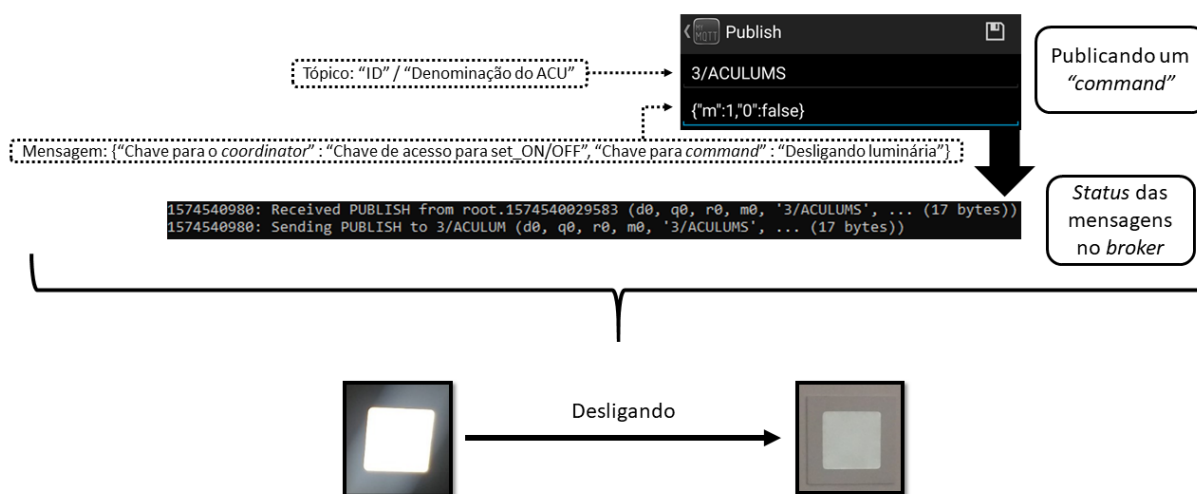 MY
MQTT
Publish
Publicando um
"command"
Tópico: "ID" / "Denominação do ACU"
3/ACULUMS
{"m":1,"0":false}
Mensagem: {"Chave para o coordinator" : "Chave de acesso para set_ON/OFF", "Chave para command" : "Desligando luminária"}
1574540980: Received PUBLISH from root.1574540029583 (d0, q0, r0, m0, '3/ACULUMS', ... (17 bytes))
1574540980: Sending PUBLISH to 3/ACULUM (d0, q0, r0, m0, '3/ACULUMS', ... (17 bytes))
Status das
mensagens
no broker
Desligando